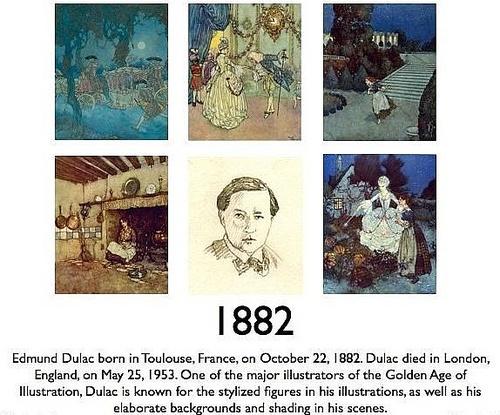 1882
Edmund Dulac born in Toulouse, France, on October 22, 1882. Dulac died in London,
England, on May 25, 1953. One of the major illustrators of the Golden Age of
Illustration, Dulac is known for the stylized figures in his illustrations, as well as his
elaborate backgrounds and shading in his scenes.